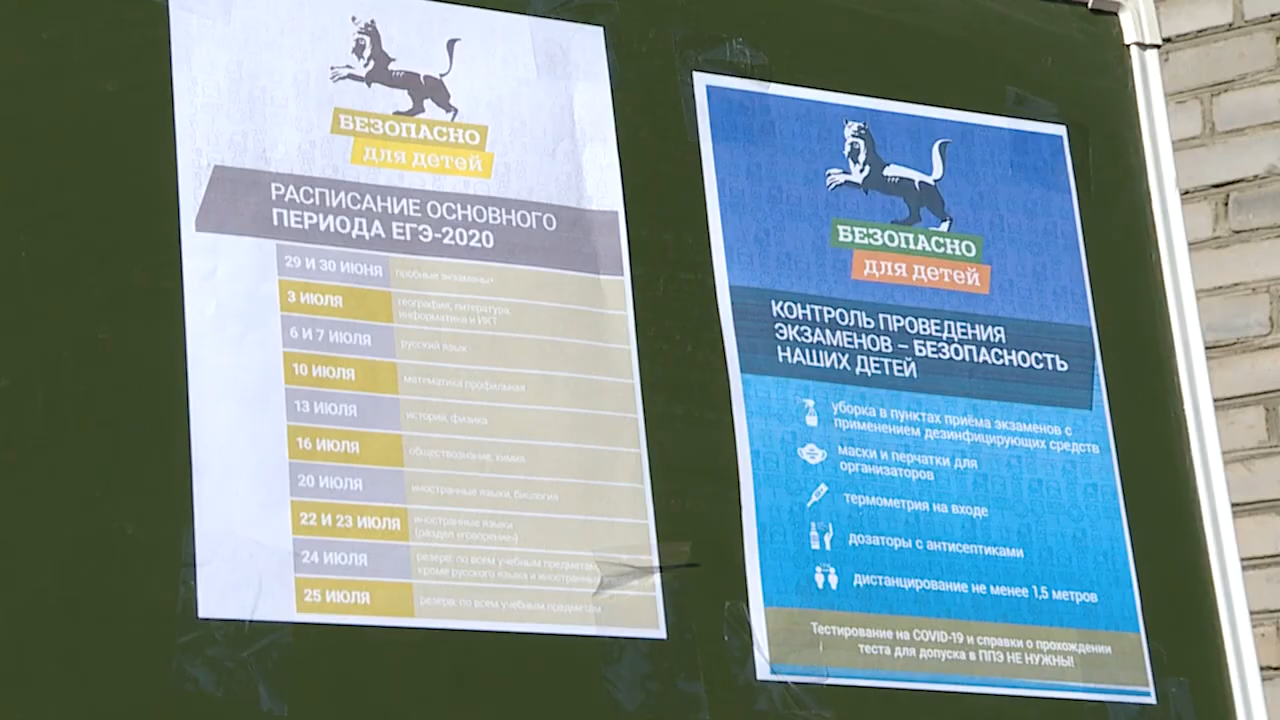 БЕЗОПАСНО
для детей
РАСПИСАНИЕ ОСНОВНОГО
ПЕРИОДА ЕГЭ-2020
29 И 30 ИЮНЯ пробные экзамены*
3 ИЮЛЯ география, литература,
информатика и ИКТ
6 И 7 ИЮЛЯ русский язык
10 ИЮЛЯ математика профильная
13 ИЮЛЯ история, физика
16 ИЮЛЯ обществознание, химия
20 ИЮЛЯ иностранные языки, биология
22 И 23 ИЮЛЯ иностранные языки
(раздел «говорение»)
24 ИЮЛЯ резерв: по всем учебным предметам
кроме русского языка и
25 ИЮЛЯ резерв: по всем учебным предметам
БЕЗОПАСНО
для детей
КОНТРОЛЬ ПРОВЕДЕНИЯ
ЭКЗАМЕНОВ – БЕЗОПАСНОСТЬ
НАШИХ ДЕТЕЙ
уборка в пунктах приёма экзаменов с
применением дезинфицирующих средств
маски и перчатки для
организаторов
термометрия на входе
дозаторы с антисептиками
дистанцирование не менее 1,5 метров
Тестирование на COVID-19 и справки о прохождении
теста для допуска в ППЭ НЕ НУЖНЫ!